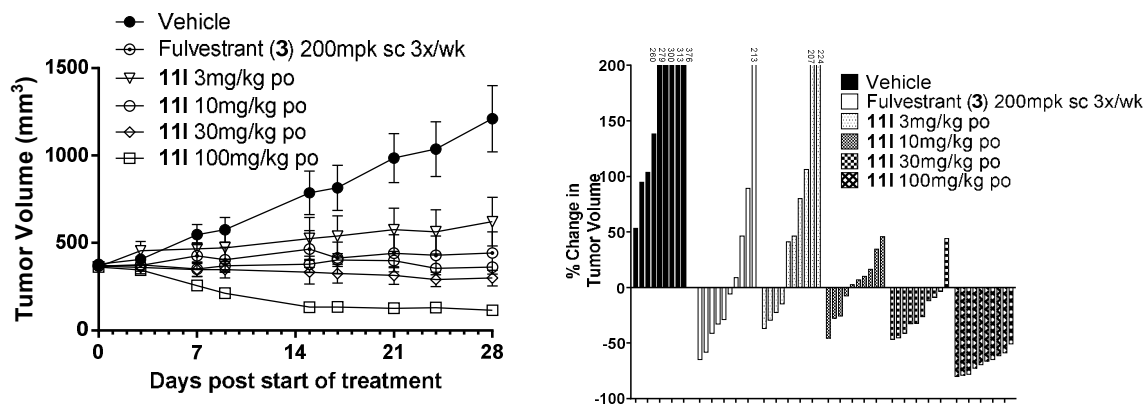 Vehicle
Fulvestrant (3) 200mpk sc 3x/wk
11l 3mg/kg po
11l 10mg/kg po
11l 30mg/kg po
11l 100mg/kg po
1500
1000
500
0
Tumor Volume (mm3)
0 7 14 21 28
Days post start of treatment
260 279 300 313 376
213
207 224
200
150
100
50
0
-50
-100
% Change in
Tumor Volume
Vehicle
Fulvestrant (3) 200mpk sc 3x/wk
11l 3mg/kg po
11l 10mg/kg po
11l 30mg/kg po
11l 100mg/kg po